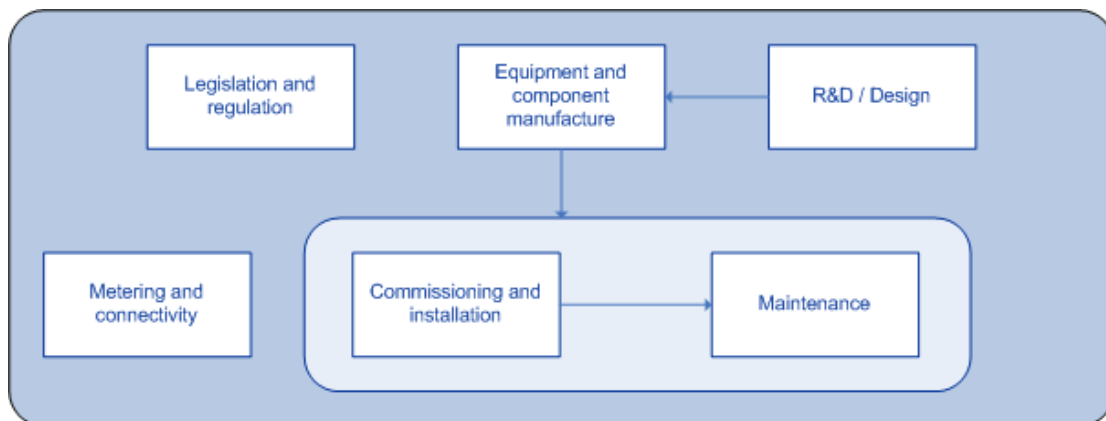 Legislation and
regulation
Equipment and
component
manufacture
R&D / Design
Metering and
connectivity
Commissioning and
installation
Maintenance